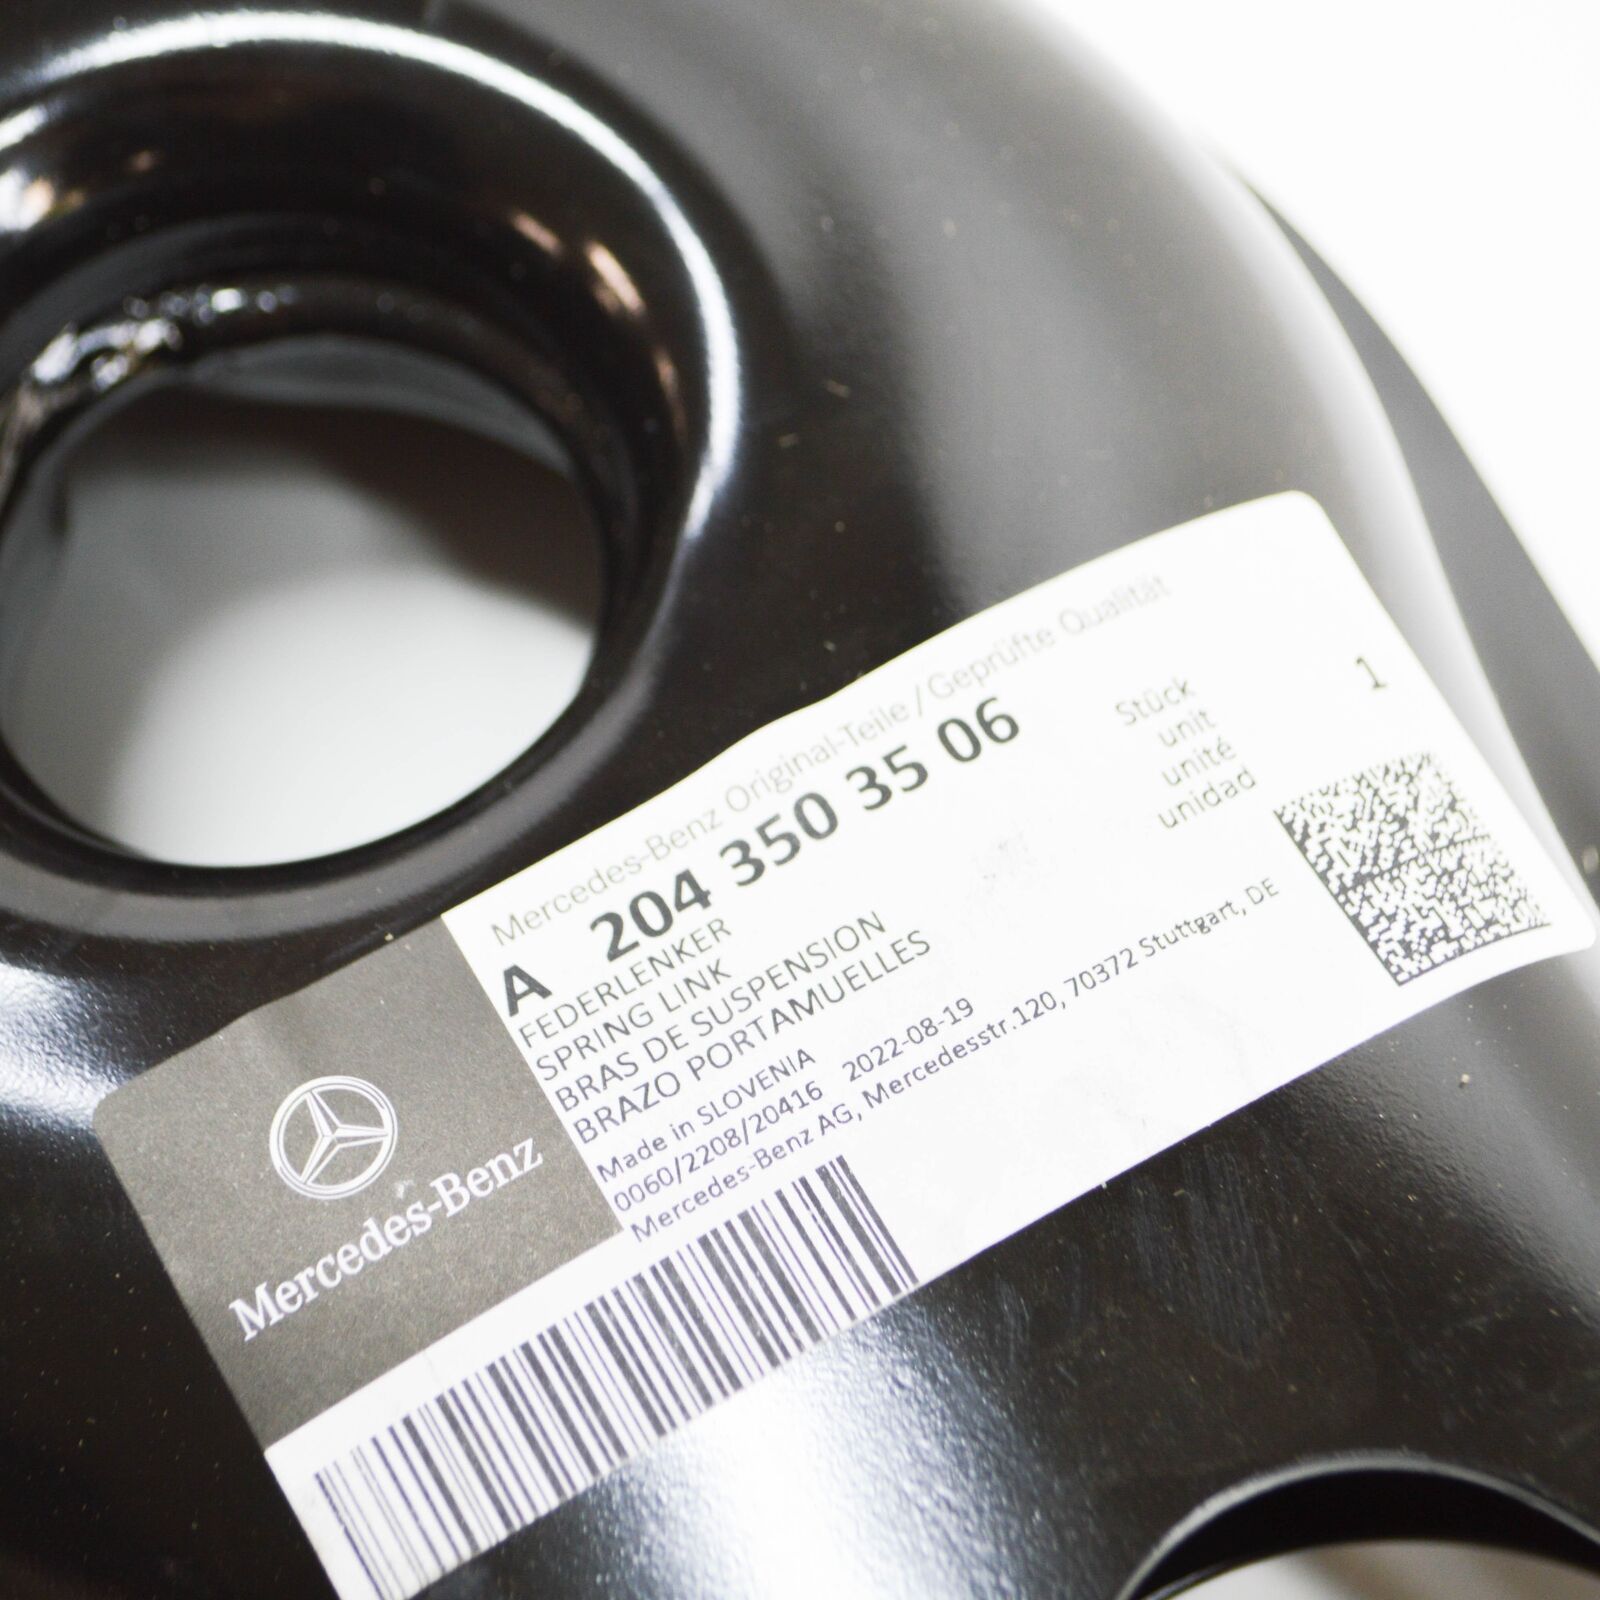 Mercedes-Benz Original-Teile / Geprüfte Qualität
A 204 350 35 06
FEDERLENKER
SPRING LINK
BRAS DE SUSPENSION
BRAZO PORTAMUELLES
Made in SLOVENIA
0060/2208/20416 2022-08-19
Mercedes-Benz AG, Mercedesstr.120, 70372 Stuttgart, DE
Stück 1
unit
unité
unidad
Mercedes-Benz